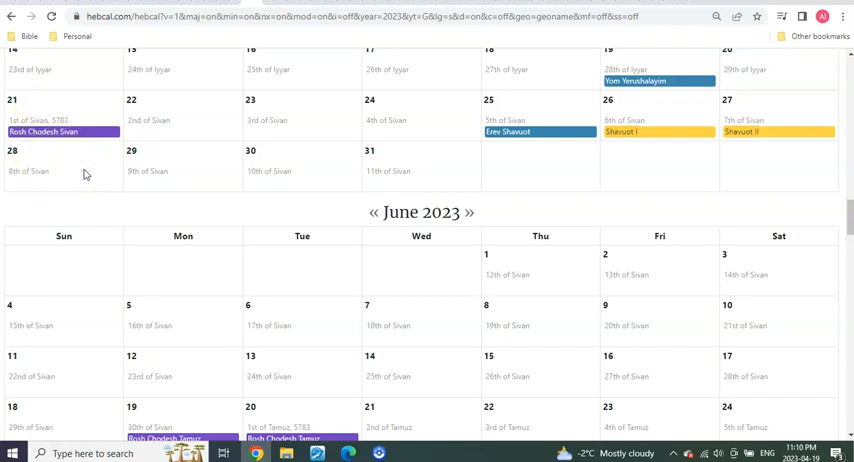 hebcal.com/hebcal?v=1&maj=on&min=on&nx=on&mod=on&i=off&year=2023&yt=G&lg=s&d=on&c=off&geo=geoname&mf=off&ss=off
AI
Bible Personal Other bookmarks
14 15 16 17 18 19 20
23rd of Iyyar 24th of Iyyar 25th of Iyyar 26th of Iyyar 27th of Iyyar 28th of Iyyar 29th of Iyyar
Yom Yerushalayim
21 22 23 24 25 26 27
1st of Sivan, 5783 2nd of Sivan 3rd of Sivan 4th of Sivan 5th of Sivan 6th of Sivan 7th of Sivan
Rosh Chodesh Sivan Erev Shavuot Shavuot I Shavuot II
28 29 30 31
8th of Sivan 9th of Sivan 10th of Sivan 11th of Sivan
« June 2023 »
Sun Mon Tue Wed Thu Fri Sat
1 2 3
12th of Sivan 13th of Sivan 14th of Sivan
4 5 6 7 8 9 10
15th of Sivan 16th of Sivan 17th of Sivan 18th of Sivan 19th of Sivan 20th of Sivan 21st of Sivan
11 12 13 14 15 16 17
22nd of Sivan 23rd of Sivan 24th of Sivan 25th of Sivan 26th of Sivan 27th of Sivan 28th of Sivan
18 19 20 21 22 23 24
29th of Sivan 30th of Sivan 1st of Tamuz, 5783 2nd of Tamuz 3rd of Tamuz 4th of Tamuz 5th of Tamuz
Rosh Chodesh Tamuz Rosh Chodesh Tamuz
Type here to search
-2°C Mostly cloudy
ENG
11:10 PM
2023-04-19
3